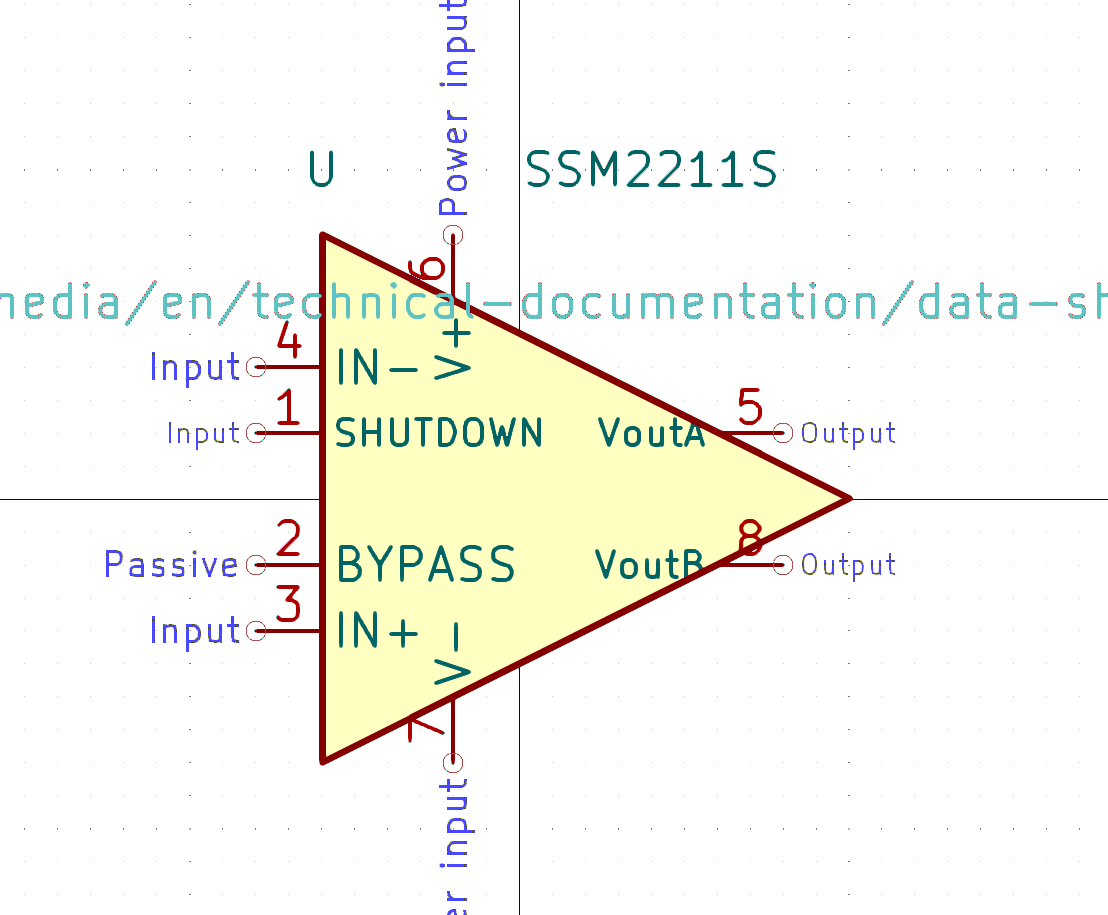 Power input
U
SSM2211S
6
media/en/technical-documentation/data-sh
V+
4
Input
IN-
1
Input
SHUTDOWN
VoutA
5
Output
2
Passive
BYPASS
VoutB
8
Output
3
Input
IN+
V-
7
er input